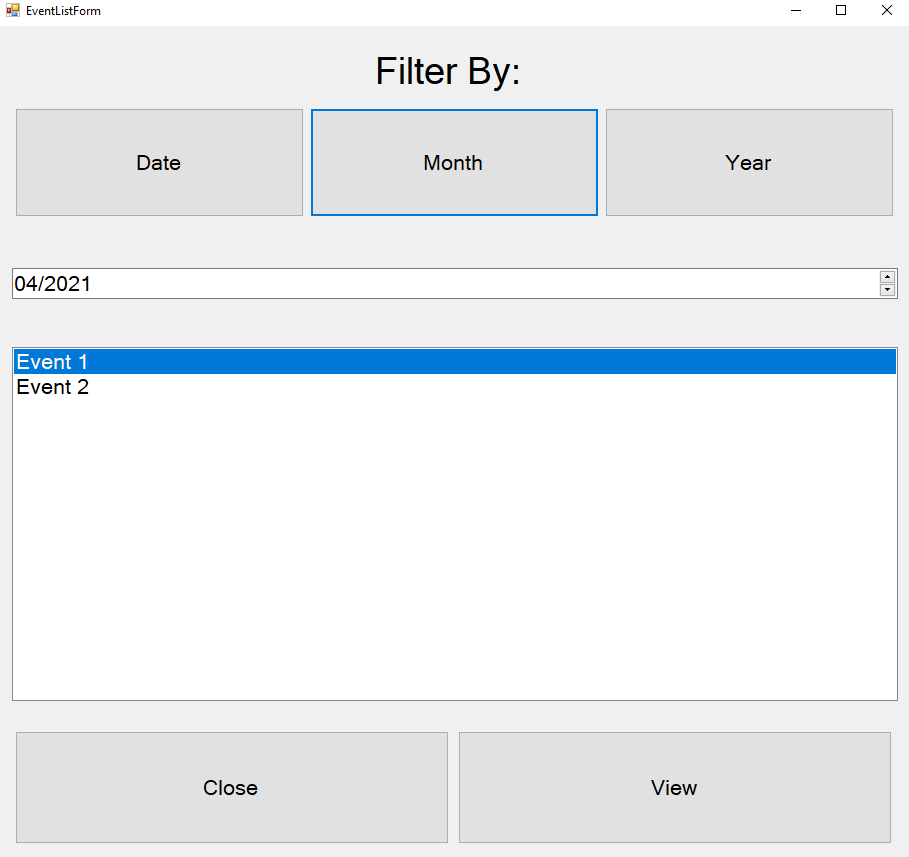 EventListForm
Filter By:
Date Month Year
04/2021
Event 1
Event 2
Close View